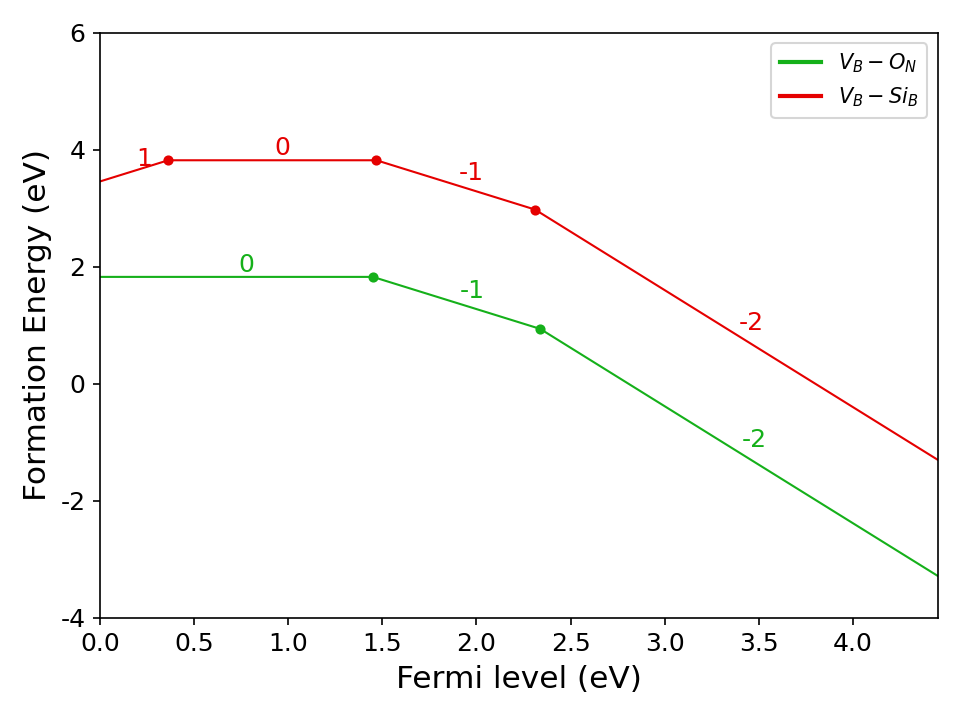 6
4
2
0
-2
-4
0.0 0.5 1.0 1.5 2.0 2.5 3.0 3.5 4.0
Fermi level (eV)
Formation Energy (eV)
V_B − O_N
V_B − Si_B
1
0
-1
-2
0
-1
-2